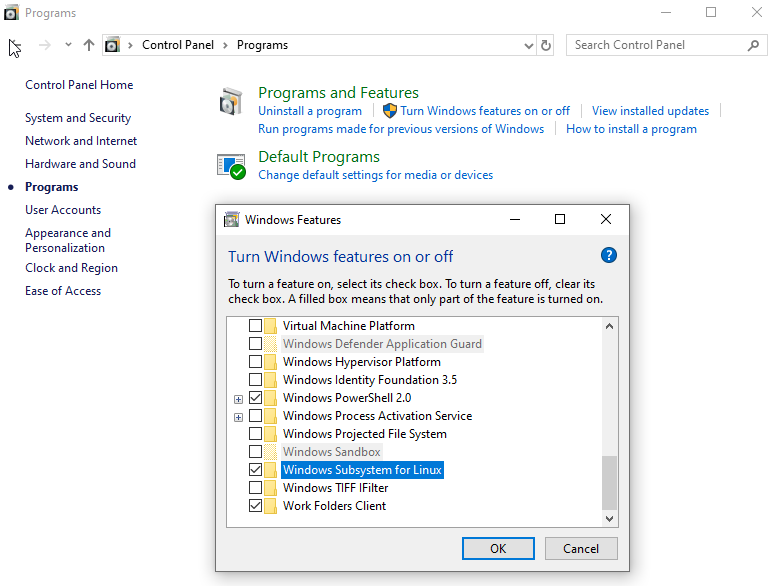 Programs
Control Panel > Programs
Search Control Panel
Control Panel Home
System and Security
Network and Internet
Hardware and Sound
Programs
User Accounts
Appearance and
Personalization
Clock and Region
Ease of Access
Programs and Features
Uninstall a program
Turn Windows features on or off
View installed updates
Run programs made for previous versions of Windows
How to install a program
Default Programs
Change default settings for media or devices
Windows Features
Turn Windows features on or off
?
To turn a feature on, select its check box. To turn a feature off, clear its
check box. A filled box means that only part of the feature is turned on.
Virtual Machine Platform
Windows Defender Application Guard
Windows Hypervisor Platform
Windows Identity Foundation 3.5
Windows PowerShell 2.0
Windows Process Activation Service
Windows Projected File System
Windows Sandbox
Windows Subsystem for Linux
Windows TIFF IFilter
Work Folders Client
OK
Cancel